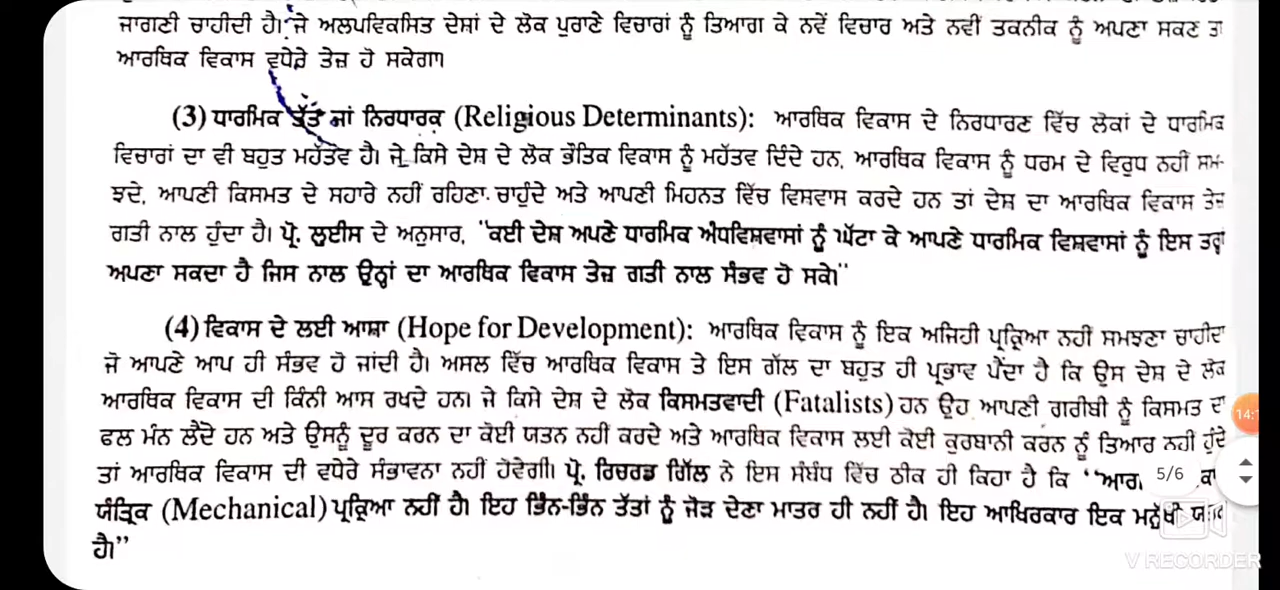 ਜਾਗਣੀ ਚਾਹੀਦੀ ਹੈ। ਜੇ ਅਲਪਵਿਕਸਿਤ ਦੇਸ਼ਾਂ ਦੇ ਲੋਕ ਪੁਰਾਣੇ ਵਿਚਾਰਾਂ ਨੂੰ ਤਿਆਗ ਕੇ ਨਵੇਂ ਵਿਚਾਰ ਅਤੇ ਨਵੀਂ ਤਕਨੀਕ ਨੂੰ ਅਪਣਾ ਸਕਣ ਤਾਂ
ਆਰਥਿਕ ਵਿਕਾਸ ਵਧੇਰੇ ਤੇਜ਼ ਹੋ ਸਕੇਗਾ।
(3) ਧਾਰਮਿਕ ਤੱਤ ਜਾਂ ਨਿਰਧਾਰਕ (Religious Determinants): ਆਰਥਿਕ ਵਿਕਾਸ ਦੇ ਨਿਰਧਾਰਣ ਵਿੱਚ ਲੋਕਾਂ ਦੇ ਧਾਰਮਿਕ
ਵਿਚਾਰਾਂ ਦਾ ਵੀ ਬਹੁਤ ਮਹੱਤਵ ਹੈ। ਜੇ ਕਿਸੇ ਦੇਸ਼ ਦੇ ਲੋਕ ਭੌਤਿਕ ਵਿਕਾਸ ਨੂੰ ਮਹੱਤਵ ਦਿੰਦੇ ਹਨ, ਆਰਥਿਕ ਵਿਕਾਸ ਨੂੰ ਧਰਮ ਦੇ ਵਿਰੁਧ ਨਹੀਂ ਸਮ-
ਝਦੇ, ਆਪਣੀ ਕਿਸਮਤ ਦੇ ਸਹਾਰੇ ਨਹੀਂ ਰਹਿਣਾ ਚਾਹੁੰਦੇ ਅਤੇ ਆਪਣੀ ਮਿਹਨਤ ਵਿੱਚ ਵਿਸ਼ਵਾਸ ਕਰਦੇ ਹਨ ਤਾਂ ਦੇਸ਼ ਦਾ ਆਰਥਿਕ ਵਿਕਾਸ ਤੇਜ਼
ਗਤੀ ਨਾਲ ਹੁੰਦਾ ਹੈ। ਪ੍ਰੋ. ਲੁਈਸ ਦੇ ਅਨੁਸਾਰ, "ਕਈ ਦੇਸ਼ ਅਪਣੇ ਧਾਰਮਿਕ ਅੰਧਵਿਸ਼ਵਾਸਾਂ ਨੂੰ ਘੱਟਾ ਕੇ ਆਪਣੇ ਧਾਰਮਿਕ ਵਿਸ਼ਵਾਸਾਂ ਨੂੰ ਇਸ ਤਰ੍ਹਾਂ
ਅਪਣਾ ਸਕਦਾ ਹੈ ਜਿਸ ਨਾਲ ਉਨ੍ਹਾਂ ਦਾ ਆਰਥਿਕ ਵਿਕਾਸ ਤੇਜ਼ ਗਤੀ ਨਾਲ ਸੰਭਵ ਹੋ ਸਕੇ।"
(4) ਵਿਕਾਸ ਦੇ ਲਈ ਆਸ਼ਾ (Hope for Development): ਆਰਥਿਕ ਵਿਕਾਸ ਨੂੰ ਇਕ ਅਜਿਹੀ ਪ੍ਰਕ੍ਰਿਆ ਨਹੀਂ ਸਮਝਣਾ ਚਾਹੀਦਾ
ਜੋ ਆਪਣੇ ਆਪ ਹੀ ਸੰਭਵ ਹੋ ਜਾਂਦੀ ਹੈ। ਅਸਲ ਵਿੱਚ ਆਰਥਿਕ ਵਿਕਾਸ ਤੇ ਇਸ ਗੱਲ ਦਾ ਬਹੁਤ ਹੀ ਪ੍ਰਭਾਵ ਪੈਂਦਾ ਹੈ ਕਿ ਉਸ ਦੇਸ਼ ਦੇ ਲੋਕ
ਆਰਥਿਕ ਵਿਕਾਸ ਦੀ ਕਿੰਨੀ ਆਸ ਰਖਦੇ ਹਨ। ਜੇ ਕਿਸੇ ਦੇਸ਼ ਦੇ ਲੋਕ ਕਿਸਮਤਵਾਦੀ (Fatalists) ਹਨ ਉਹ ਆਪਣੀ ਗਰੀਬੀ ਨੂੰ ਕਿਸਮਤ ਦਾ
ਫਲ ਮੰਨ ਲੈਂਦੇ ਹਨ ਅਤੇ ਉਸਨੂੰ ਦੂਰ ਕਰਨ ਦਾ ਕੋਈ ਯਤਨ ਨਹੀਂ ਕਰਦੇ ਅਤੇ ਆਰਥਿਕ ਵਿਕਾਸ ਲਈ ਕੋਈ ਕੁਰਬਾਨੀ ਕਰਨ ਨੂੰ ਤਿਆਰ ਨਹੀਂ ਹੁੰਦੇ
ਤਾਂ ਆਰਥਿਕ ਵਿਕਾਸ ਦੀ ਵਧੇਰੇ ਸੰਭਾਵਨਾ ਨਹੀਂ ਹੋਵੇਗੀ। ਪ੍ਰੋ. ਰਿਚਰਡ ਗਿੱਲ ਨੇ ਇਸ ਸੰਬੰਧ ਵਿੱਚ ਠੀਕ ਹੀ ਕਿਹਾ ਹੈ ਕਿ
5/6
ਯੰਤ੍ਰਿਕ (Mechanical) ਪ੍ਰਕ੍ਰਿਆ ਨਹੀਂ ਹੈ। ਇਹ ਭਿੰਨ-ਭਿੰਨ ਤੱਤਾਂ ਨੂੰ ਜੋੜ ਦੇਣਾ ਮਾਤਰ ਹੀ ਨਹੀਂ ਹੈ। ਇਹ ਆਖਿਰਕਾਰ ਇਕ ਮਨੁੱਖੀ
ਹੈ।"
V RECORDER